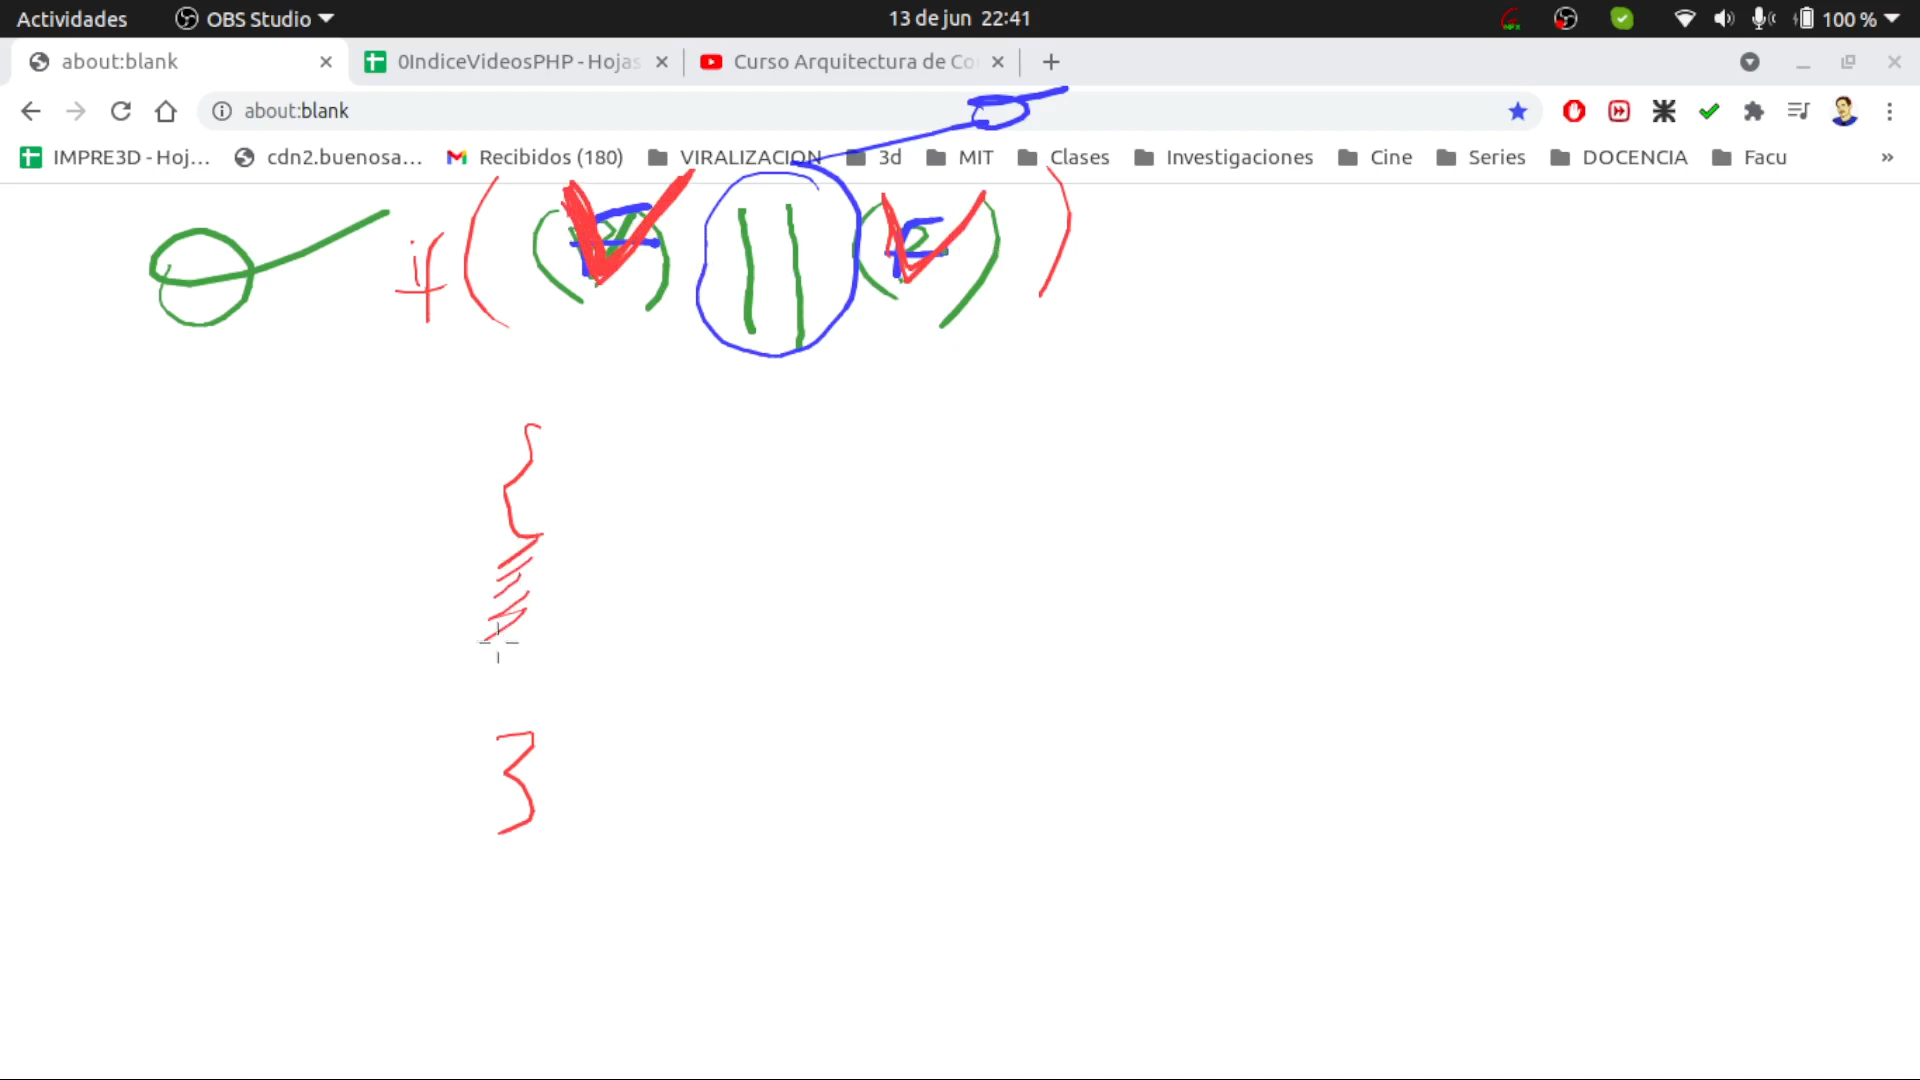 Actividades OBS Studio 13 de jun 22:41 100 %
about:blank 0IndiceVideosPHP - Hojas YouTube Curso Arquitectura de Co
about:blank
IMPRE3D - Hoj... cdn2.buenosa... Recibidos (180) VIRALIZACION 3d MIT Clases Investigaciones Cine Series DOCENCIA Facu »
if ( ( ) || ( ) )
{
}